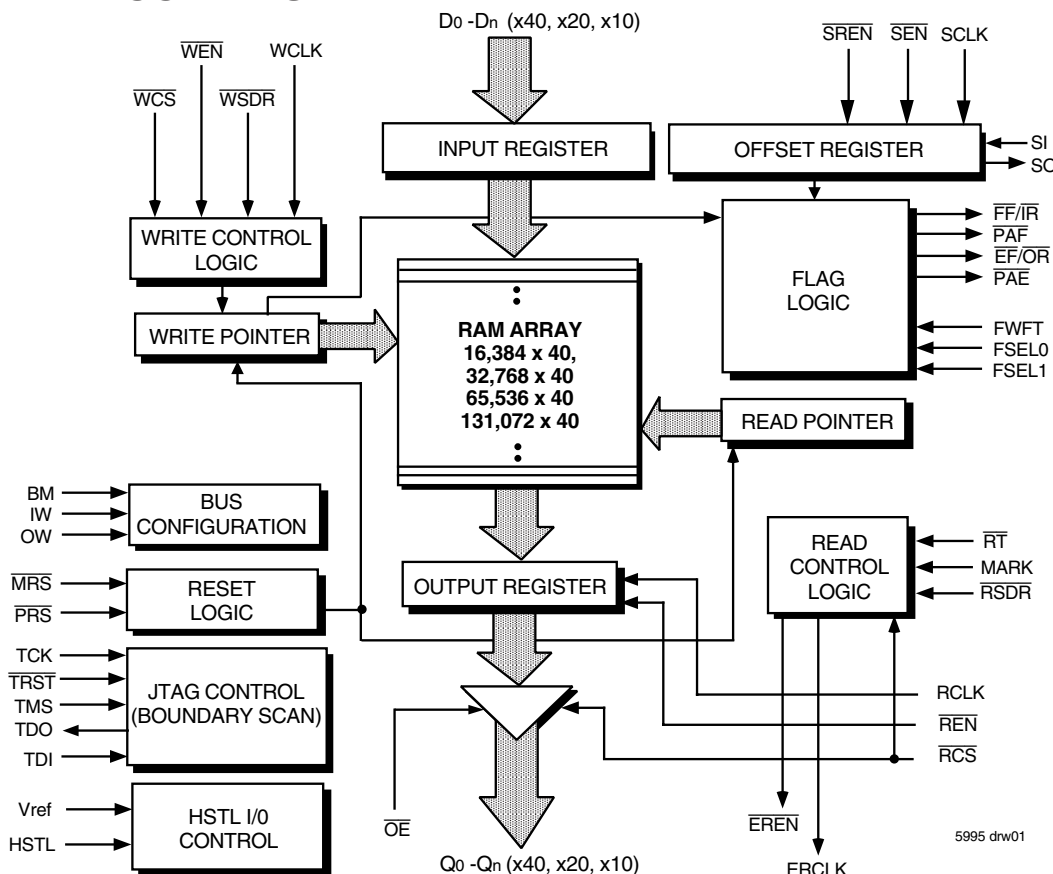 D0 -Dn (x40, x20, x10)
WEN WCLK
WCS WSDR
SREN SEN SCLK
INPUT REGISTER
OFFSET REGISTER
SI
SO
WRITE CONTROL
LOGIC
WRITE POINTER
FLAG
LOGIC
FF/IR
PAF
EF/OR
PAE
FWFT
FSEL0
FSEL1
RAM ARRAY
16,384 x 40,
32,768 x 40
65,536 x 40
131,072 x 40
READ POINTER
BM
IW
OW
BUS
CONFIGURATION
MRS
PRS
RESET
LOGIC
OUTPUT REGISTER
READ
CONTROL
LOGIC
RT
MARK
RSDR
TCK
TRST
TMS
TDO
TDI
JTAG CONTROL
(BOUNDARY SCAN)
RCLK
REN
RCS
Vref
HSTL
HSTL I/0
CONTROL
OE
EREN
ERCLK
5995 drw01
Q0 -Qn (x40, x20, x10)